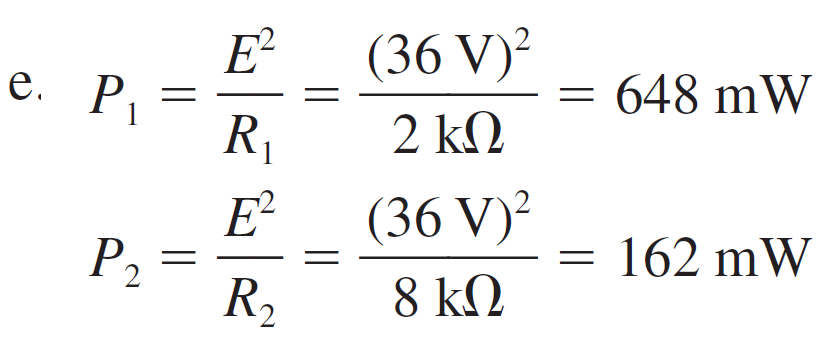 e. P₁ = E²/R₁ = (36 V)²/2 kΩ = 648 mW
P₂ = E²/R₂ = (36 V)²/8 kΩ = 162 mW